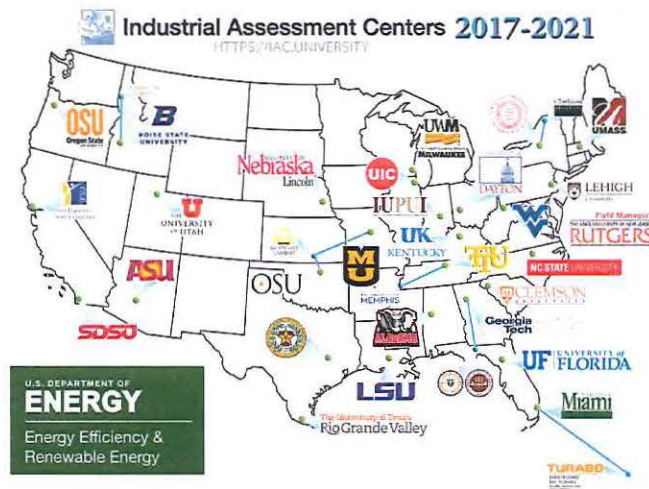 Industrial Assessment Centers 2017-2021
HTTPS://IAC.UNIVERSITY
OSU
Oregon State
B
BOISE STATE
UNIVERSITY
Nebraska
Lincoln
UWM
MILWAUKEE
UIC
UMASS
DAYTON
LEHIGH
IUPUI
WV
Field Manager
RUTGERS
U
THE
UNIVERSITY
OF UTAH
ASU
SDSU
OSU
MU
UK
KENTUCKY
TTU
NC STATE UNIVERSITY
MEMPHIS
CLEMSON
Georgia
Tech
UF UNIVERSITY of
FLORIDA
LSU
Miami
The University of Texas
Rio Grande Valley
TURABO
U.S. DEPARTMENT OF
ENERGY
Energy Efficiency &
Renewable Energy